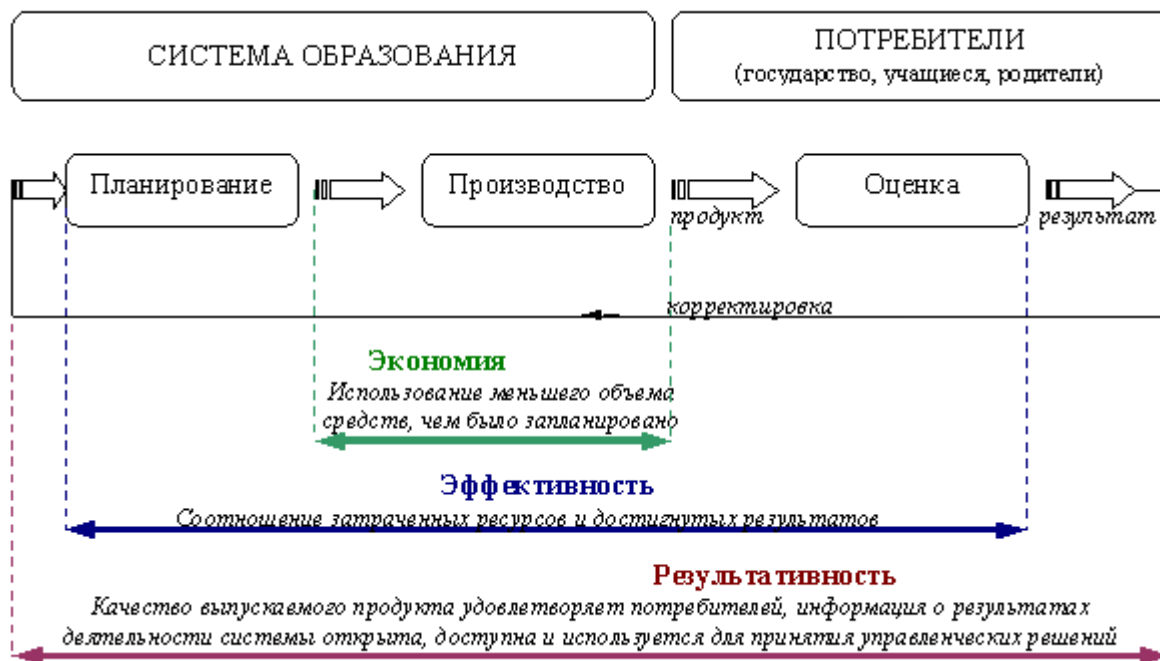 СИСТЕМА ОБРАЗОВАНИЯ
ПОТРЕБИТЕЛИ
(государство, учащиеся, родители)
Планирование
Производство
Оценка
продукт
результат
корректировка
Экономия
Использование меньшего объема
средств, чем было запланировано
Эффективность
Соотношение затраченных ресурсов и достигнутых результатов
Результативность
Качество выпускаемого продукта удовлетворяет потребителей, информация о результатах
деятельности системы открыта, доступна и используется для принятия управленческих решений